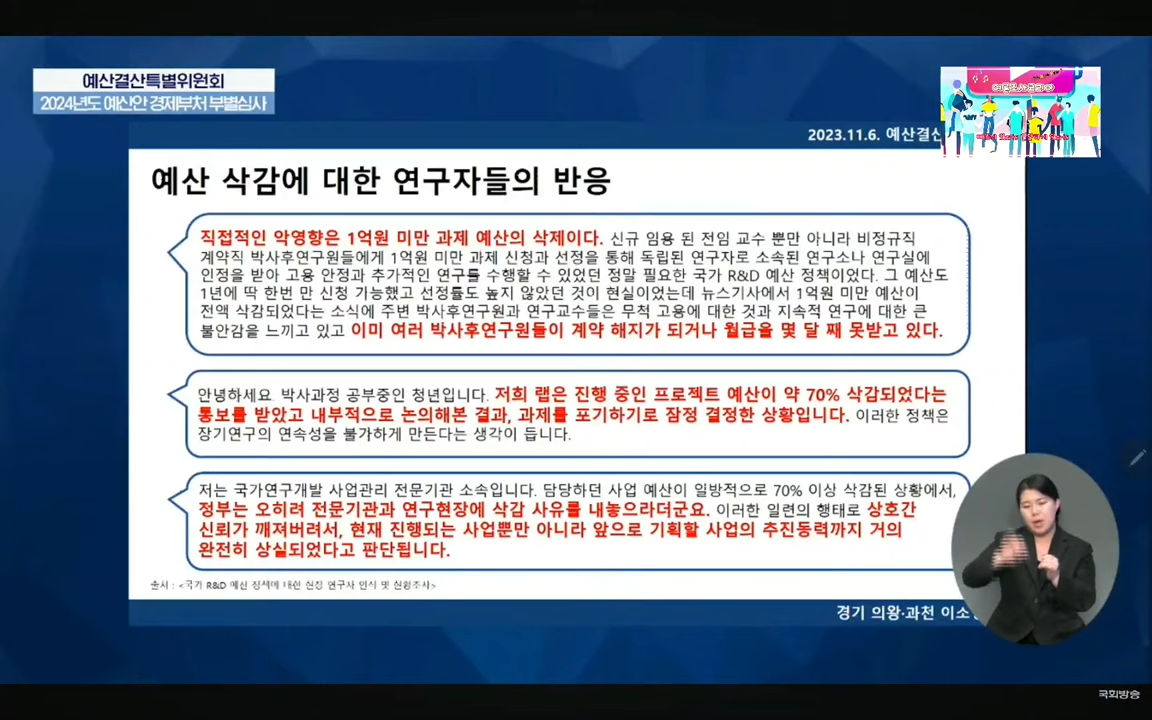 예산결산특별위원회
2024년도 예산안 경제부처 부별심사
2023.11.6. 예산결산
예산 삭감에 대한 연구자들의 반응
직접적인 악영향은 1억원 미만 과제 예산의 삭제이다. 신규 임용 된 전임 교수 뿐만 아니라 비정규직
계약직 박사후연구원들에게 1억원 미만 과제 신청과 선정을 통해 독립된 연구자로 소속된 연구소나 연구실에
인정을 받아 고용 안정과 추가적인 연구를 수행할 수 있었던 정말 필요한 국가 R&D 예산 정책이었다. 그 예산도
1년에 딱 한번 만 신청 가능했고 선정률도 높지 않았던 것이 현실이었는데 뉴스기사에서 1억원 미만 예산이
전액 삭감되었다는 소식에 주변 박사후연구원과 연구교수들은 무척 고용에 대한 것과 지속적 연구에 대한 큰
불안감을 느끼고 있고 이미 여러 박사후연구원들이 계약 해지가 되거나 월급을 몇 달 째 못받고 있다.
안녕하세요. 박사과정 공부중인 청년입니다. 저희 랩은 진행 중인 프로젝트 예산이 약 70% 삭감되었다는
통보를 받았고 내부적으로 논의해본 결과, 과제를 포기하기로 잠정 결정한 상황입니다. 이러한 정책은
장기연구의 연속성을 불가하게 만든다는 생각이 듭니다.
저는 국가연구개발 사업관리 전문기관 소속입니다. 담당하던 사업 예산이 일방적으로 70% 이상 삭감된 상황에서,
정부는 오히려 전문기관과 연구현장에 삭감 사유를 내놓으라더군요. 이러한 일련의 행태로 상호간
신뢰가 깨져버려서, 현재 진행되는 사업뿐만 아니라 앞으로 기획할 사업의 추진동력까지 거의
완전히 상실되었다고 판단됩니다.
출처 : <국가 R&D 예산 정책에 대한 현장 연구자 인식 및 현황조사>
경기 의왕·과천 이소
국회방송